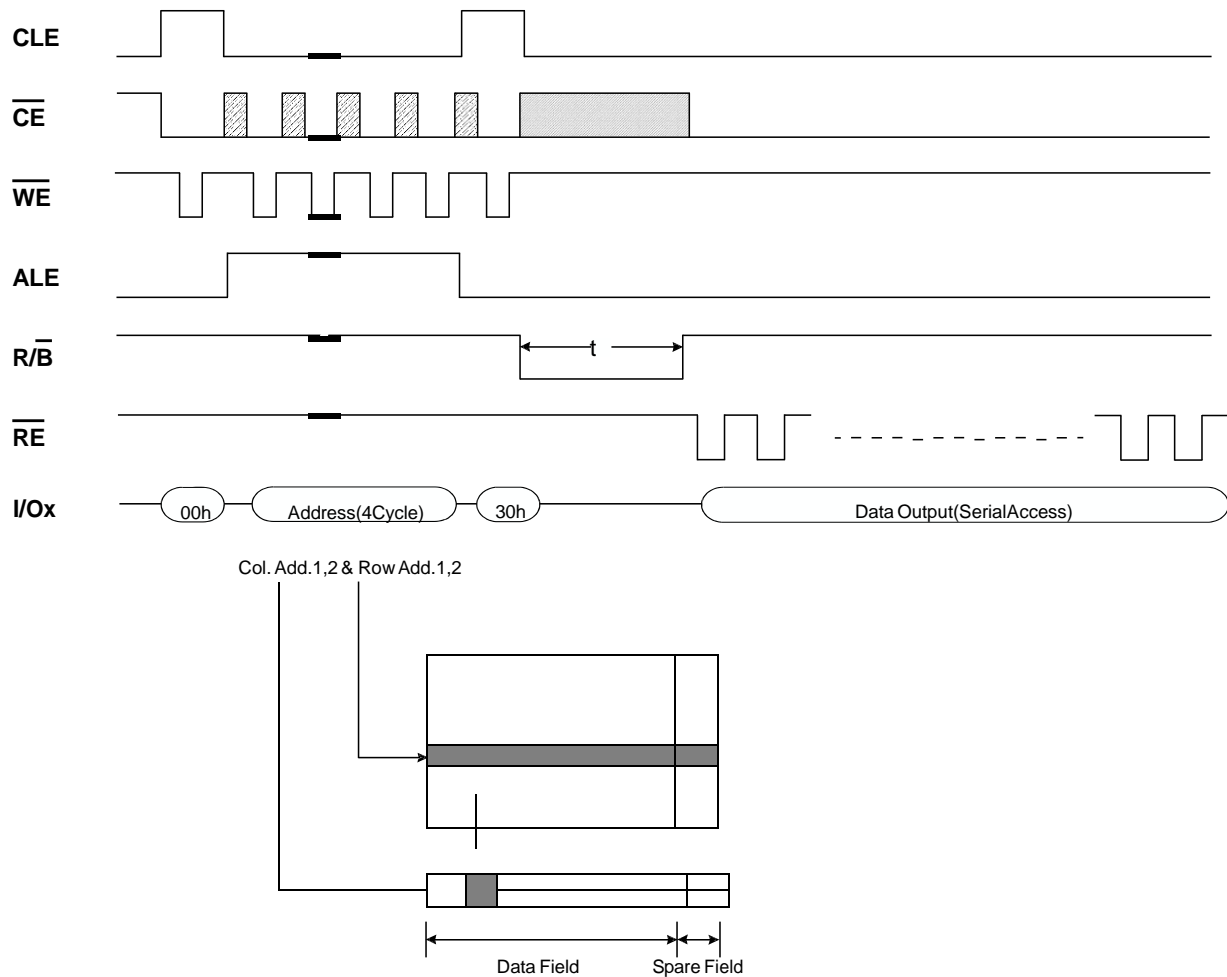 CLE
CE
WE
ALE
R/B
t
RE
I/Ox
00h
Address(4Cycle)
30h
Data Output(SerialAccess)
Col. Add.1,2 & Row Add.1,2
Data Field
Spare Field